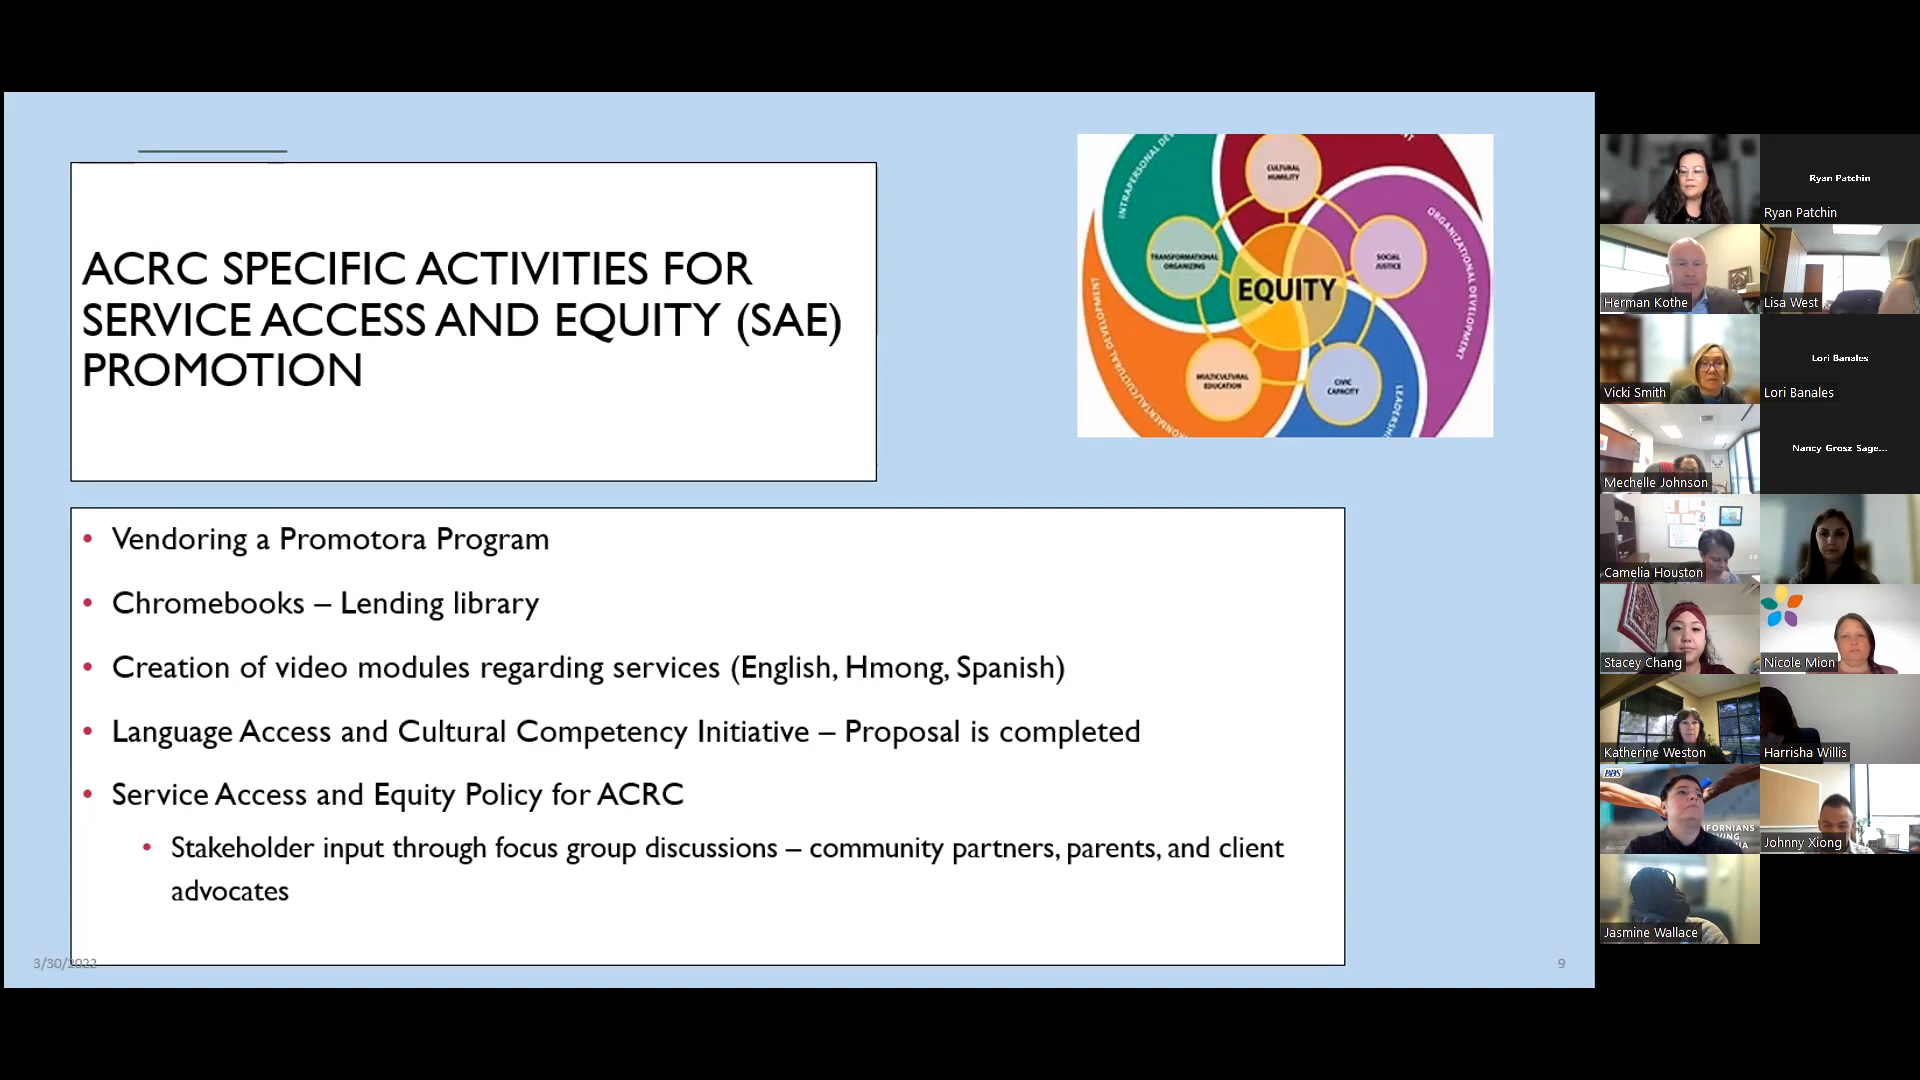 ACRC SPECIFIC ACTIVITIES FOR
SERVICE ACCESS AND EQUITY (SAE)
PROMOTION
INTRAPERSONAL
ORGANIZATIONAL DEVELOPMENT
CULTURAL
HUMILITY
TRANSFORMATIONAL
ORGANIZING
SOCIAL
JUSTICE
EQUITY
MULTICULTURAL
EDUCATION
CIVIC
CAPACITY
• Vendoring a Promotora Program
• Chromebooks – Lending library
• Creation of video modules regarding services (English, Hmong, Spanish)
• Language Access and Cultural Competency Initiative – Proposal is completed
• Service Access and Equity Policy for ACRC
• Stakeholder input through focus group discussions – community partners, parents, and client
advocates
3/30/2022
9
Ryan Patchin
Ryan Patchin
Herman Kothe
Lisa West
Vicki Smith
Lori Banales
Lori Banales
Mechelle Johnson
Nancy Grosz Sage...
Camelia Houston
Stacey Chang
Nicole Mion
Katherine Weston
Harrisha Willis
Johnny Xiong
Jasmine Wallace